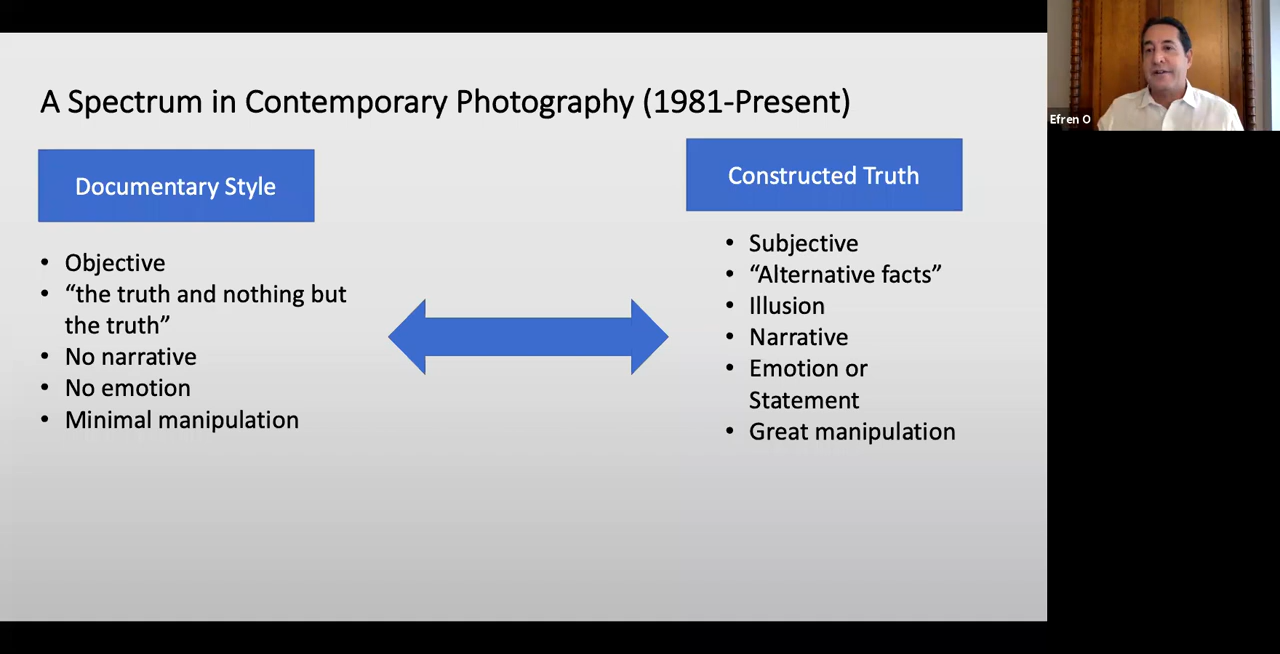 A Spectrum in Contemporary Photography (1981-Present)
Documentary Style
• Objective
• “the truth and nothing but
the truth”
• No narrative
• No emotion
• Minimal manipulation
Constructed Truth
• Subjective
• “Alternative facts”
• Illusion
• Narrative
• Emotion or
Statement
• Great manipulation
Efren O